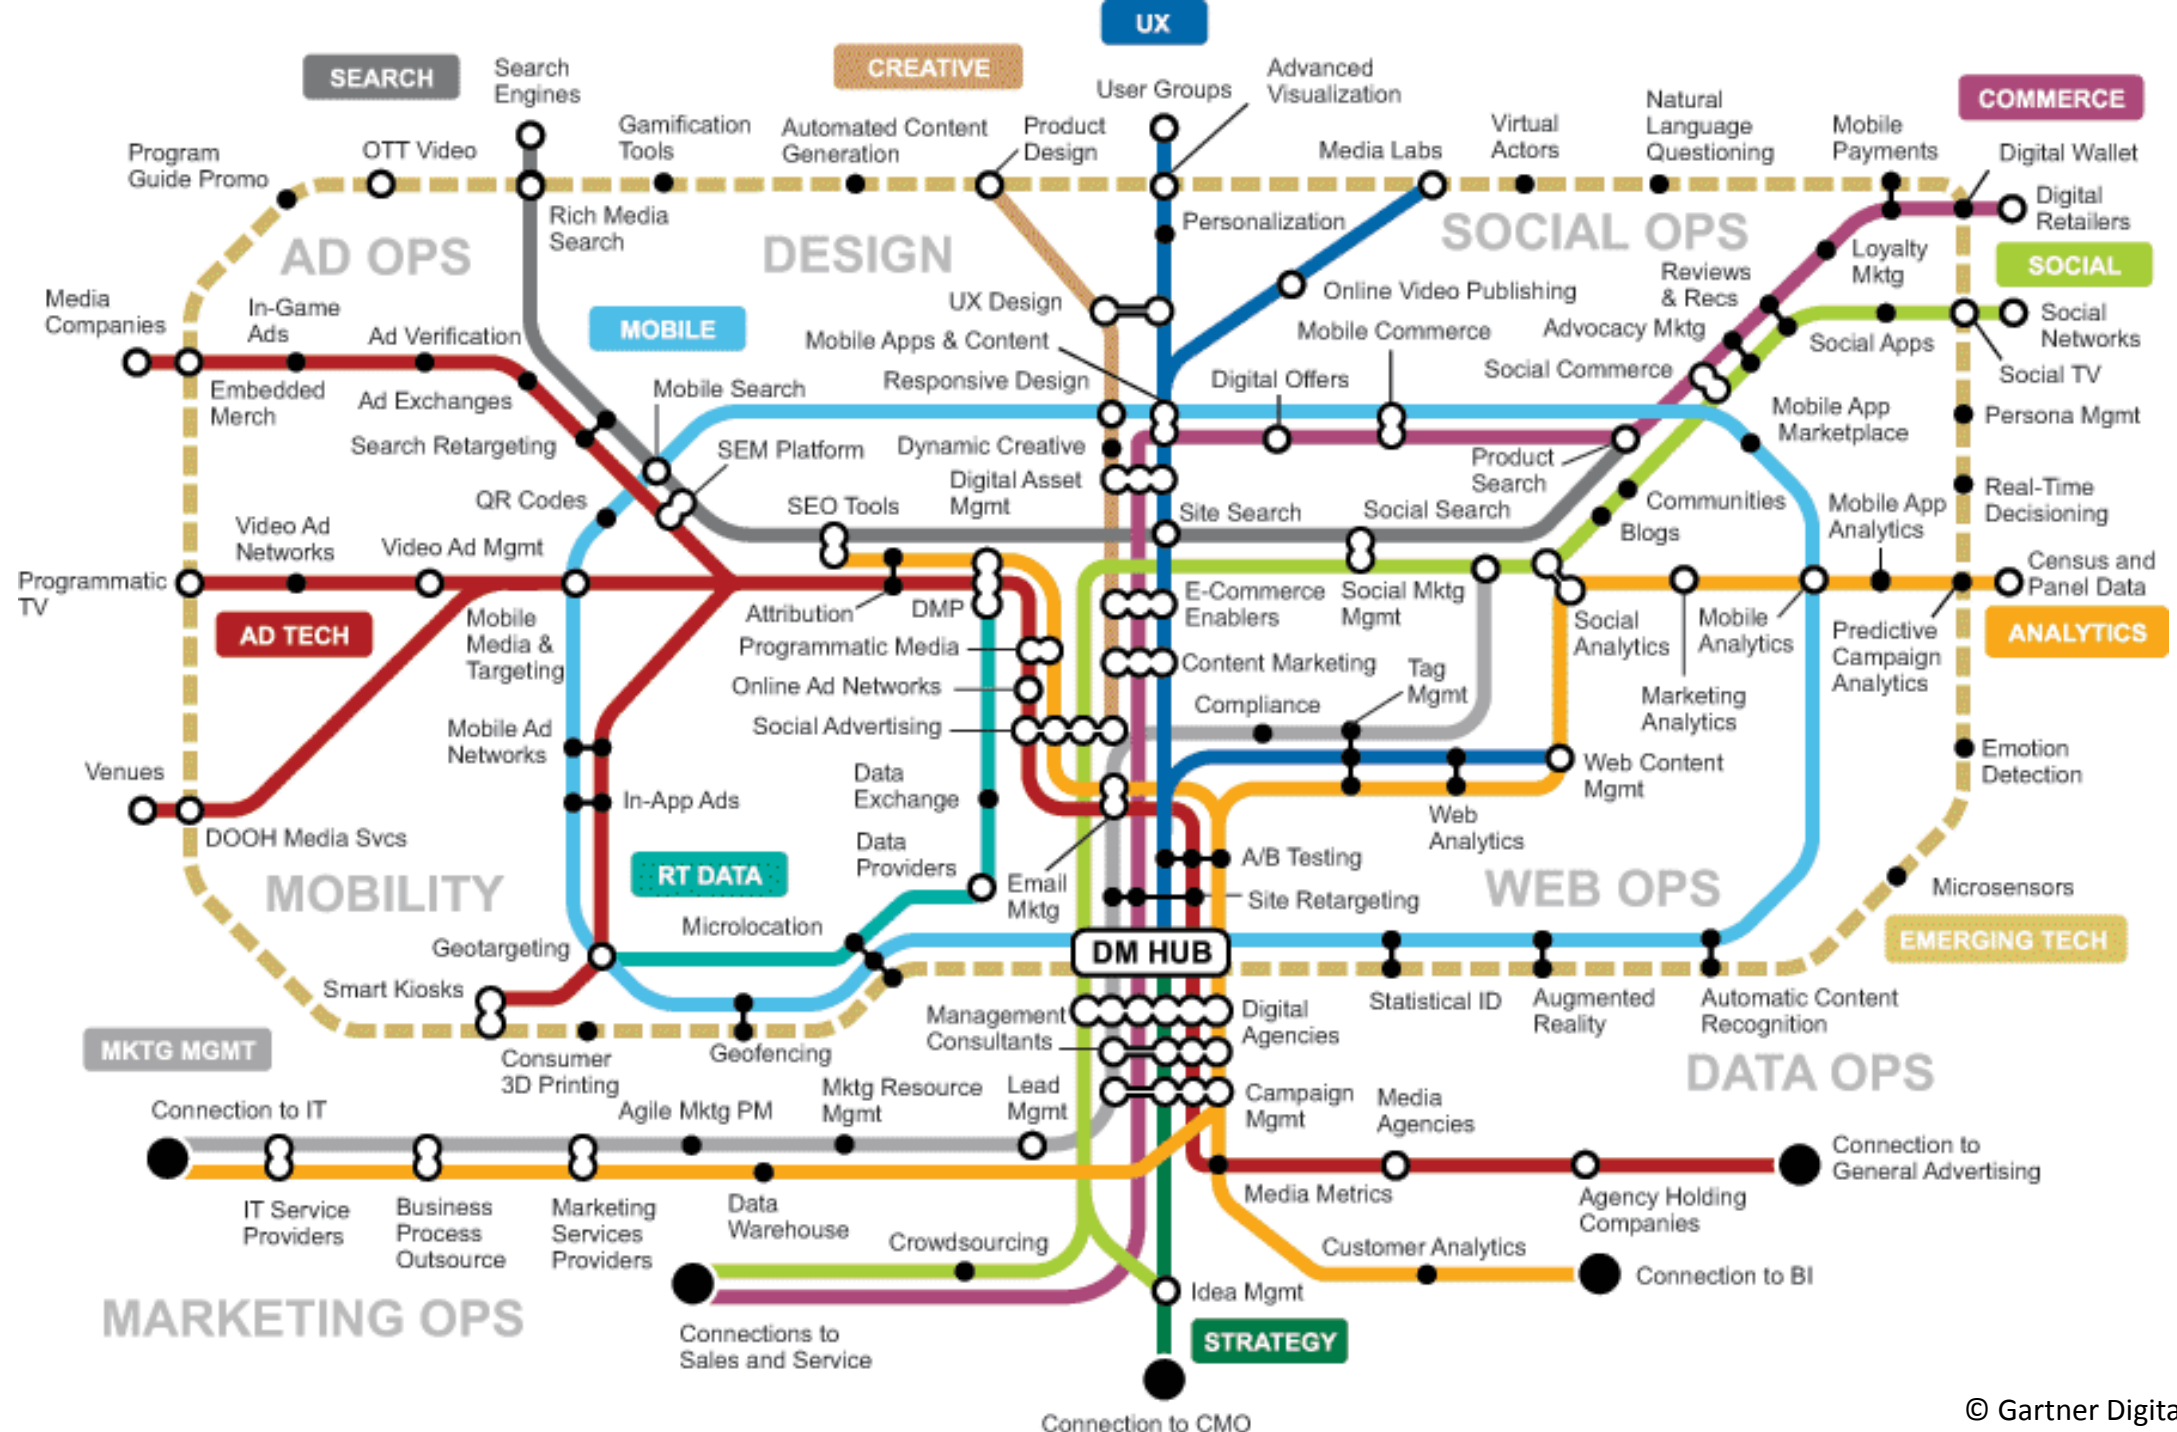 UX
CREATIVE
SEARCH
Search
Engines
Advanced
Visualization
User Groups
COMMERCE
Natural
Language
Questioning
Virtual
Actors
Mobile
Payments
Gamification
Tools
Automated Content
Generation
Product
Design
Program
Guide Promo
OTT Video
Media Labs
Digital Wallet
Digital
Retailers
Rich Media
Search
Personalization
AD OPS
DESIGN
SOCIAL OPS
Loyalty
Mktg
SOCIAL
Reviews
& Recs
Media
Companies
In-Game
Ads
Ad Verification
MOBILE
UX Design
Online Video Publishing
Mobile Apps & Content
Mobile Commerce
Advocacy Mktg
Social Apps
Social
Networks
Embedded
Merch
Ad Exchanges
Mobile Search
Responsive Design
Digital Offers
Social Commerce
Social TV
Search Retargeting
SEM Platform
Dynamic Creative
Mobile App
Marketplace
Persona Mgmt
QR Codes
Digital Asset
Mgmt
Product
Search
SEO Tools
Site Search
Social Search
Communities
Blogs
Mobile App
Analytics
Real-Time
Decisioning
Video Ad
Networks
Video Ad Mgmt
Programmatic
TV
Census and
Panel Data
AD TECH
Mobile
Media &
Targeting
Attribution
DMP
E-Commerce
Enablers
Social Mktg
Mgmt
Social
Analytics
Mobile
Analytics
Predictive
Campaign
Analytics
ANALYTICS
Programmatic Media
Content Marketing
Tag
Mgmt
Online Ad Networks
Compliance
Marketing
Analytics
Social Advertising
Mobile Ad
Networks
Web Content
Mgmt
Emotion
Detection
Venues
In-App Ads
Data
Exchange
Web
Analytics
DOOH Media Svcs
Data
Providers
A/B Testing
MOBILITY
RT DATA
Email
Mktg
Site Retargeting
WEB OPS
Microsensors
Microlocation
EMERGING TECH
Geotargeting
DM HUB
Smart Kiosks
Statistical ID
Augmented
Reality
Automatic Content
Recognition
Management
Consultants
Digital
Agencies
MKTG MGMT
Consumer
3D Printing
Geofencing
DATA OPS
Connection to IT
Agile Mktg PM
Mktg Resource
Mgmt
Lead
Mgmt
Campaign
Mgmt
Media
Agencies
Connection to
General Advertising
IT Service
Providers
Business
Process
Outsource
Marketing
Services
Providers
Data
Warehouse
Media Metrics
Agency Holding
Companies
Crowdsourcing
Customer Analytics
Connection to BI
MARKETING OPS
Idea Mgmt
Connections to
Sales and Service
STRATEGY
Connection to CMO
© Gartner Digita